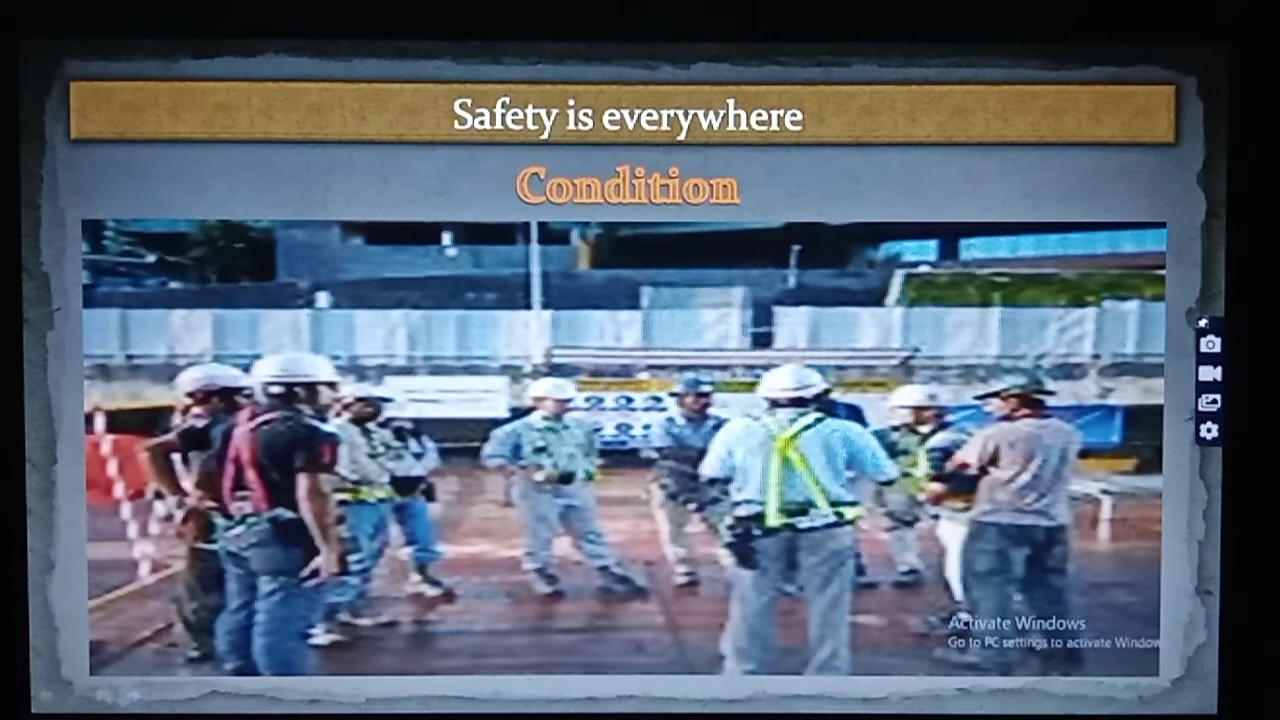 Safety is everywhere
Condition
Activate Windows
Go to PC settings to activate Window